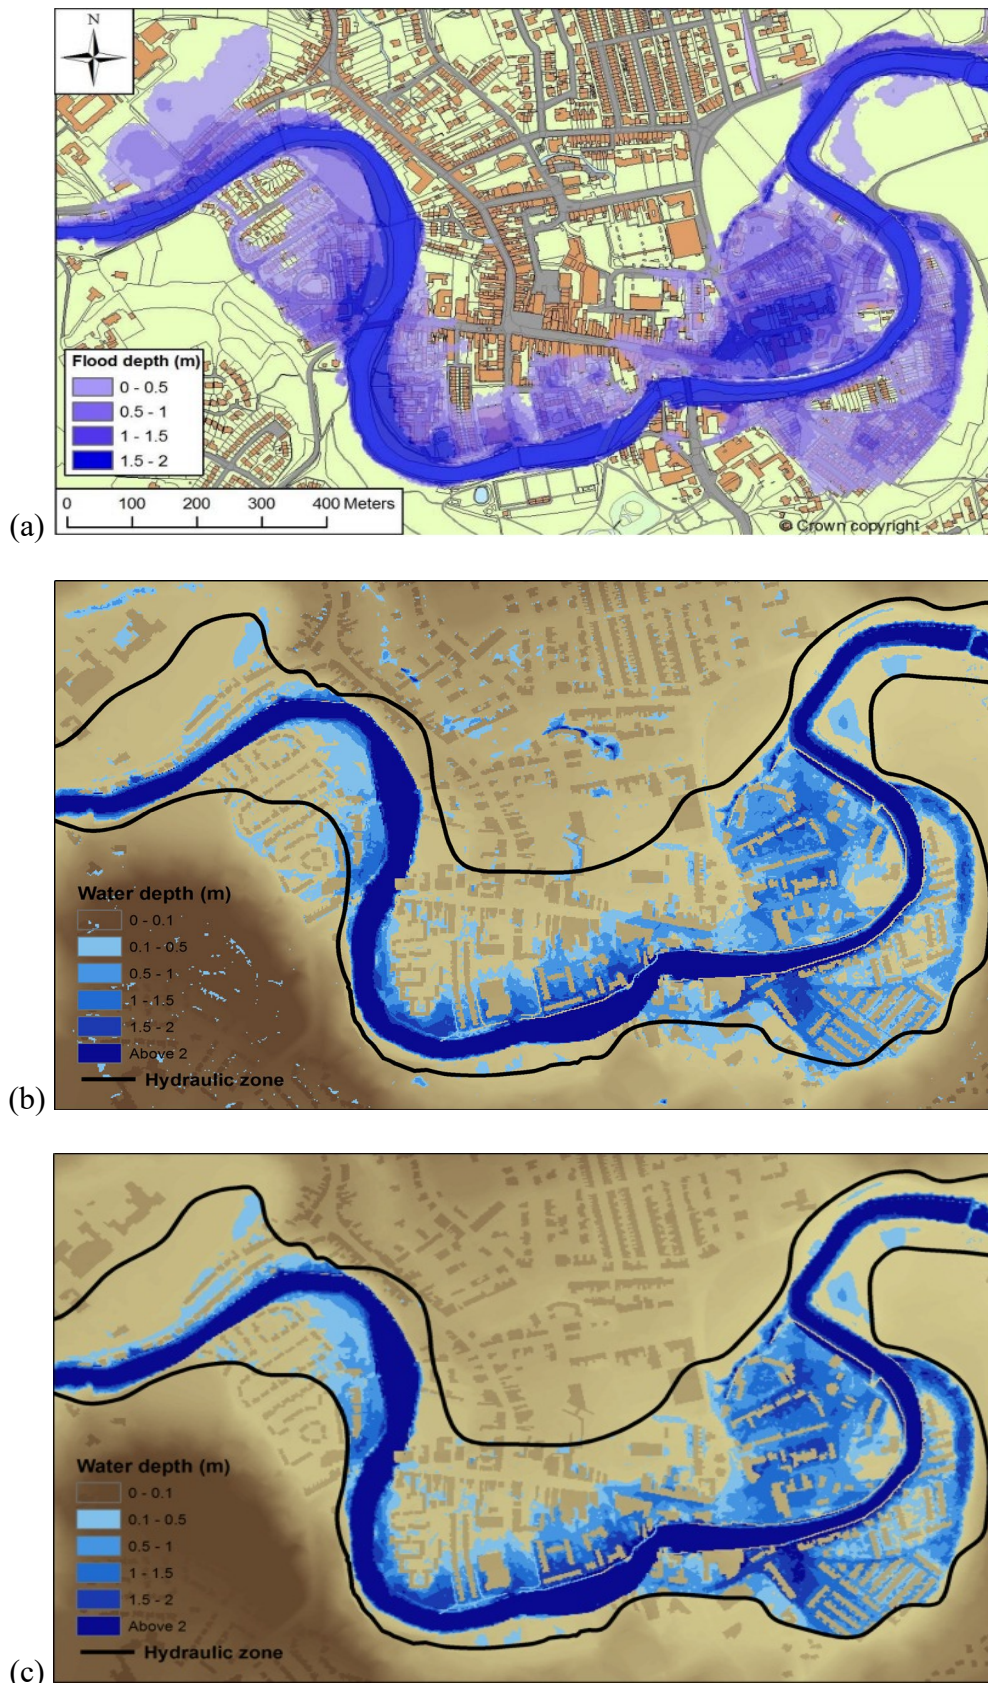 N
Flood depth (m)
0 - 0.5
0.5 - 1
1 - 1.5
1.5 - 2
0 100 200 300 400 Meters
© Crown copyright
(a)
Water depth (m)
0 - 0.1
0.1 - 0.5
0.5 - 1
1 - 1.5
1.5 - 2
Above 2
Hydraulic zone
(b)
Water depth (m)
0 - 0.1
0.1 - 0.5
0.5 - 1
1 - 1.5
1.5 - 2
Above 2
Hydraulic zone
(c)